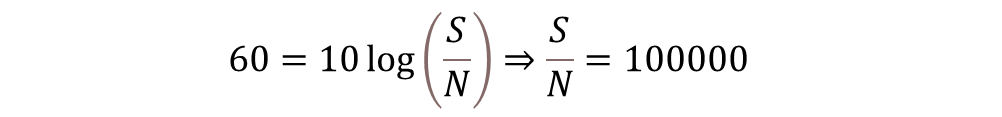 60 = 10 log(S/N) ⇒ S/N = 100000